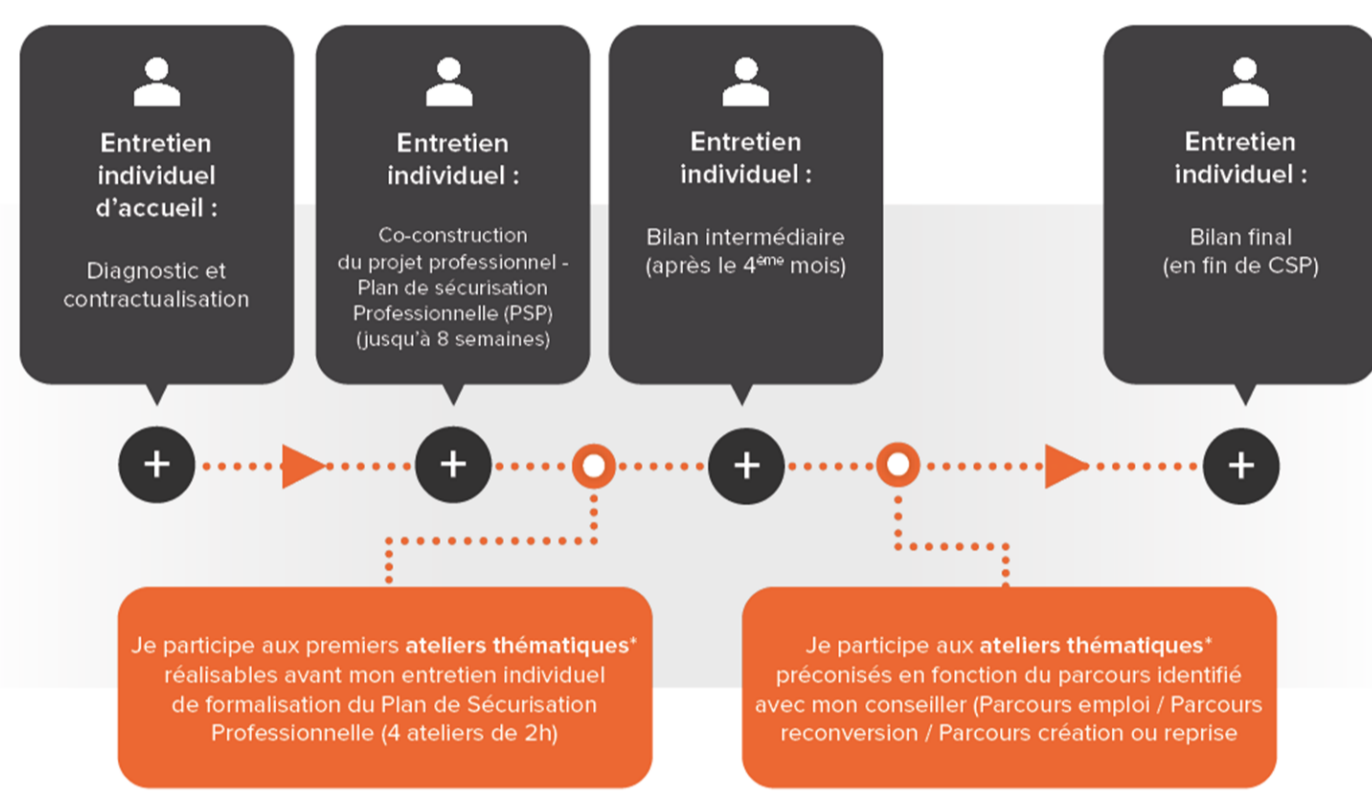 Entretien
individuel
d'accueil :
Diagnostic et
contractualisation
Entretien
individuel :
Co-construction
du projet professionnel -
Plan de sécurisation
Professionnelle (PSP)
(jusqu'à 8 semaines)
Entretien
individuel :
Bilan intermédiaire
(après le 4ème mois)
Entretien
individuel :
Bilan final
(en fin de CSP)
+
+
+
+
Je participe aux premiers ateliers thématiques*
réalisables avant mon entretien individuel
de formalisation du Plan de Sécurisation
Professionnelle (4 ateliers de 2h)
Je participe aux ateliers thématiques*
préconisés en fonction du parcours identifié
avec mon conseiller (Parcours emploi / Parcours
reconversion / Parcours création ou reprise